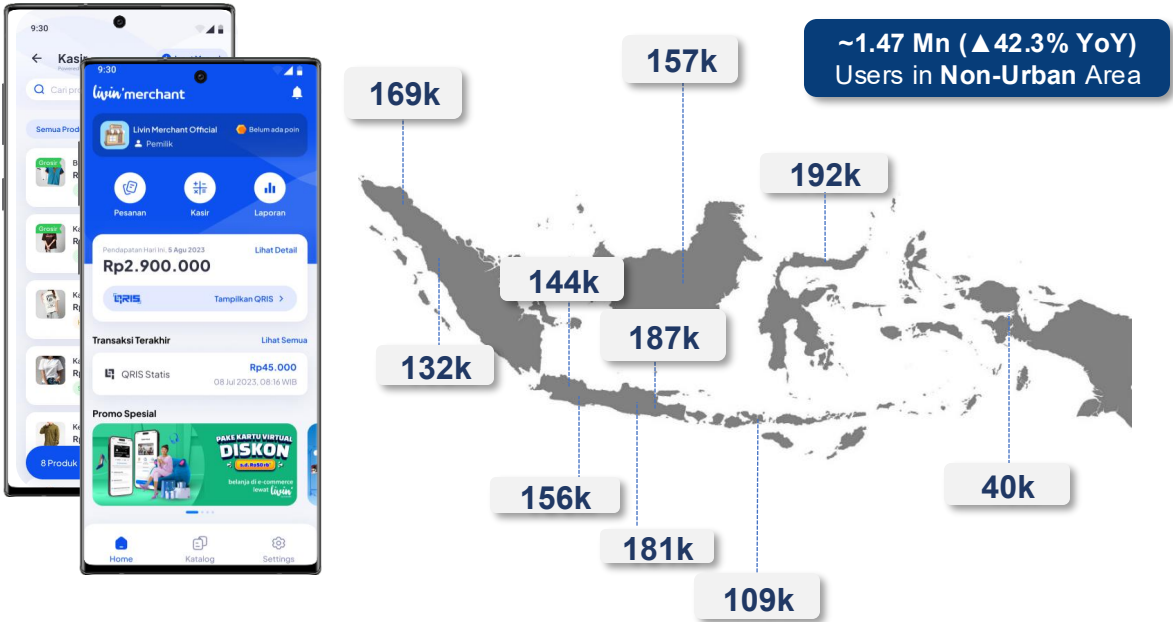 9:30
Kasir
Cari pro
Semua Prod
Grosir
Grosir
8 Produk
9:30
livin' merchant
Livin Merchant Official
Belum ada poin
Pemilik
Pesanan
Kasir
Laporan
Pendapatan Hari Ini, 5 Agu 2023
Lihat Detail
Rp2.900.000
QRIS
Tampilkan QRIS >
Transaksi Terakhir
Lihat Semua
QRIS Statis
Rp45.000
08 Jul 2023, 08:16 WIB
Promo Spesial
PAKE KARTU VIRTUAL
DISKON
belanja di e-commerce
lewat livin'
Home
Katalog
Settings
~1.47 Mn (▲42.3% YoY)
Users in Non-Urban Area
157k
169k
192k
144k
187k
132k
156k
40k
181k
109k